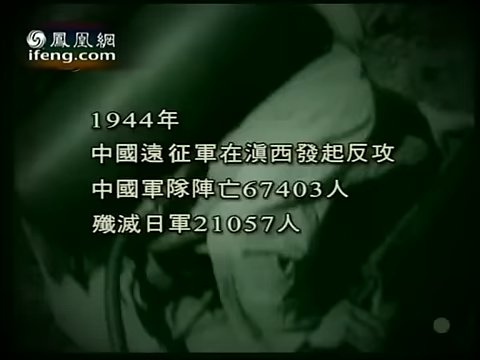 鳳凰網
ifeng.com
1944年
中國遠征軍在滇西發起反攻
中國軍隊陣亡67403人
殲滅日軍21057人